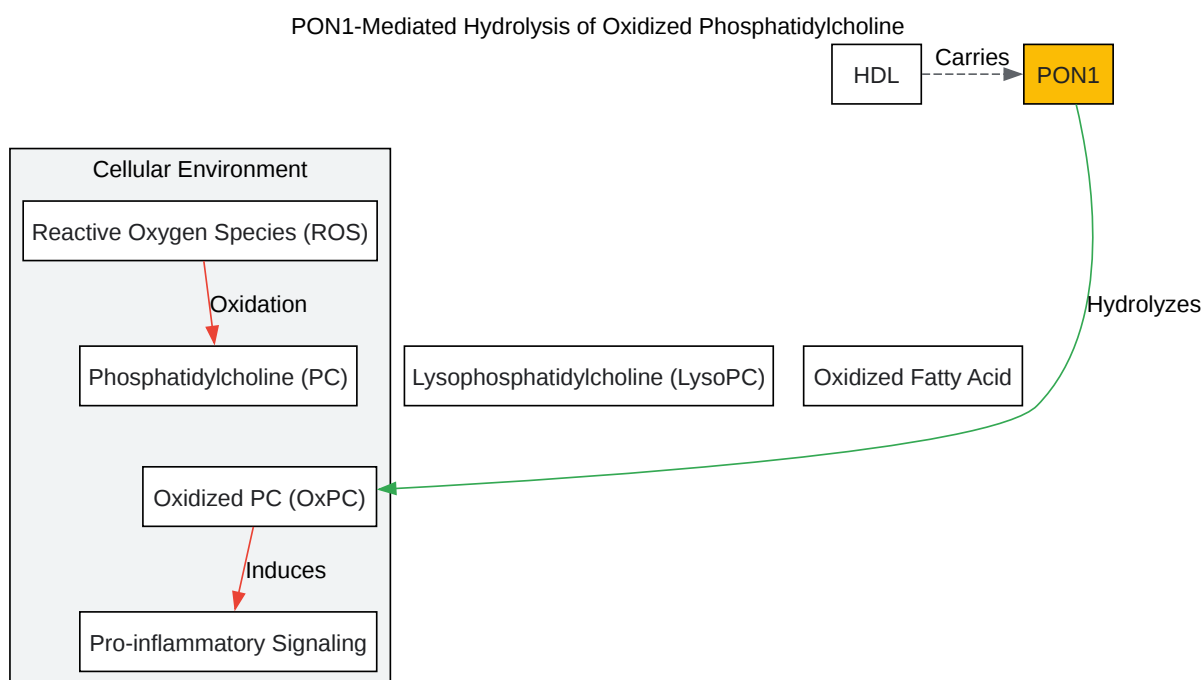 PON1-Mediated Hydrolysis of Oxidized Phosphatidylcholine
HDL
Carries
PON1
Cellular Environment
Reactive Oxygen Species (ROS)
Oxidation
Hydrolyzes
Phosphatidylcholine (PC)
Lysophosphatidylcholine (LysoPC)
Oxidized Fatty Acid
Oxidized PC (OxPC)
Induces
Pro-inflammatory Signaling